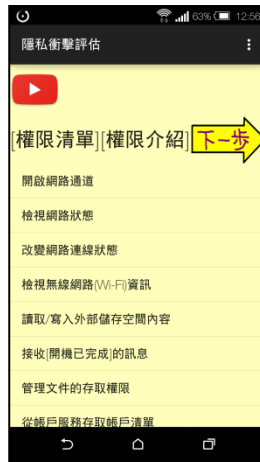 63% 12:56
隱私衝擊評估
[權限清單][權限介紹] 下一步
開啟網路通道
檢視網路狀態
改變網路連線狀態
檢視無線網路(Wi-Fi)資訊
讀取/寫入外部儲存空間內容
接收[開機已完成]的訊息
管理文件的存取權限
從帳戶服務存取帳戶清單